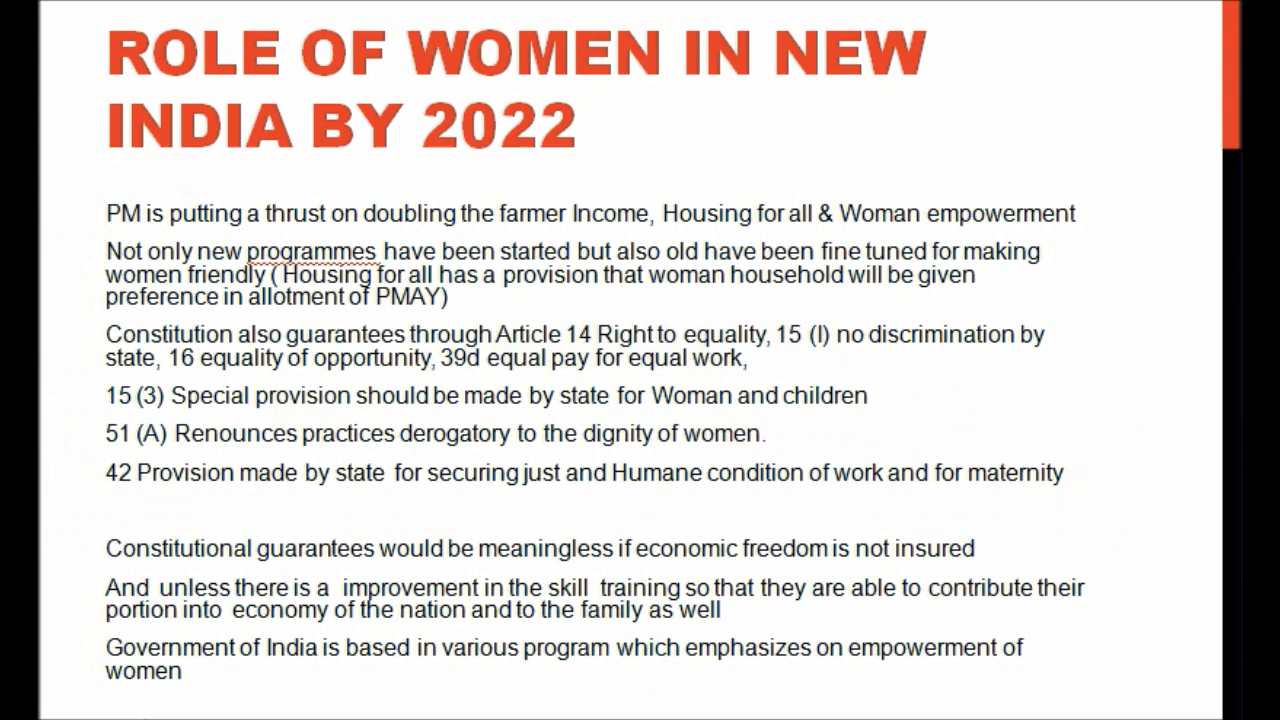 ROLE OF WOMEN IN NEW
INDIA BY 2022
PM is putting a thrust on doubling the farmer Income, Housing for all & Woman empowerment
Not only new programmes have been started but also old have been fine tuned for making
women friendly ( Housing for all has a provision that woman household will be given
preference in allotment of PMAY)
Constitution also guarantees through Article 14 Right to equality, 15 (I) no discrimination by
state, 16 equality of opportunity, 39d equal pay for equal work,
15 (3) Special provision should be made by state for Woman and children
51 (A) Renounces practices derogatory to the dignity of women.
42 Provision made by state for securing just and Humane condition of work and for maternity
Constitutional guarantees would be meaningless if economic freedom is not insured
And unless there is a improvement in the skill training so that they are able to contribute their
portion into economy of the nation and to the family as well
Government of India is based in various program which emphasizes on empowerment of
women